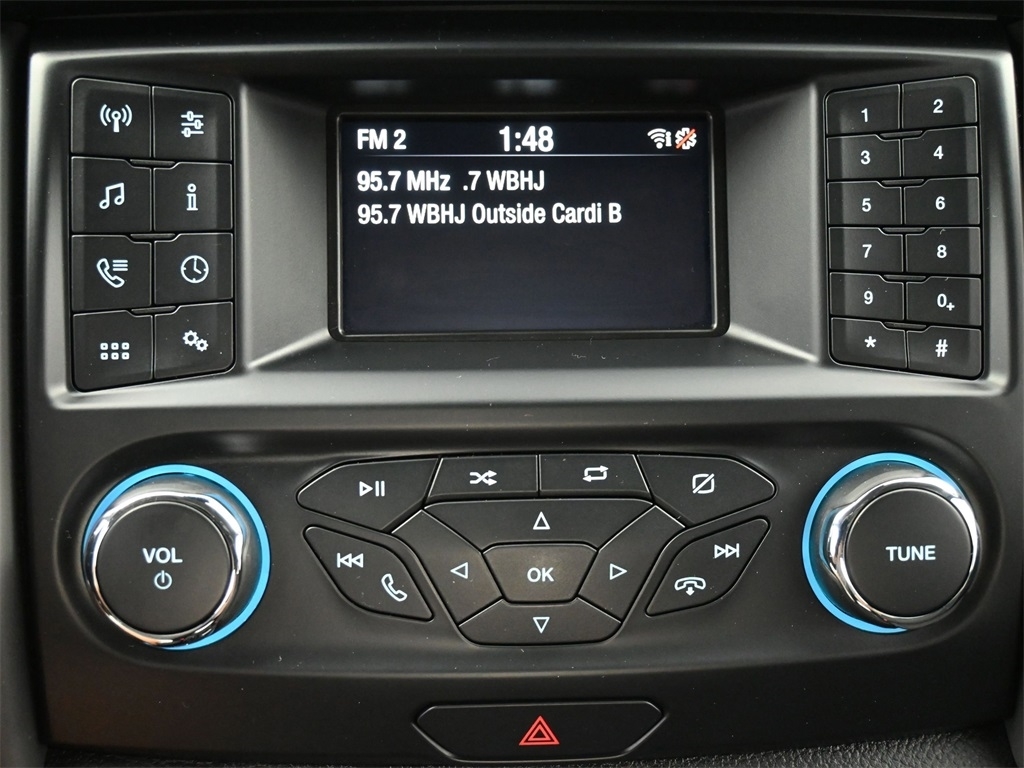 FM 2 1:48
95.7 MHz .7 WBHJ
95.7 WBHJ Outside Cardi B
1 2
3 4
5 6
7 8
9 0+
* #
VOL
OK
TUNE